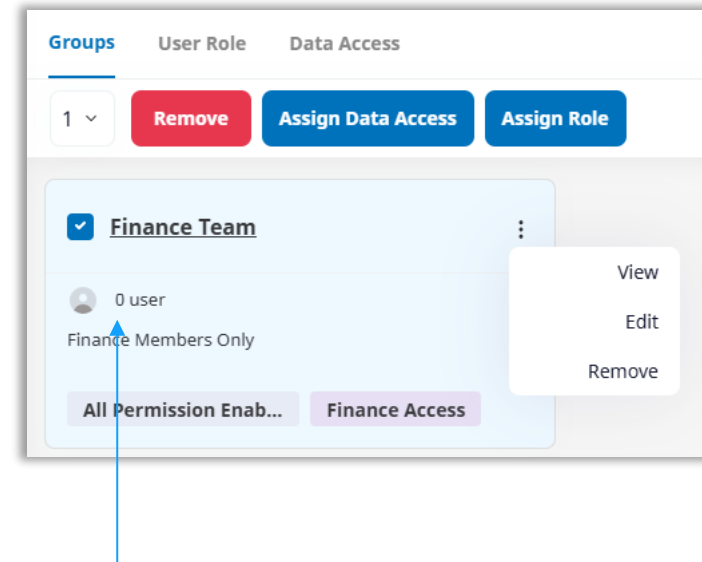 Groups User Role Data Access
1 Remove Assign Data Access Assign Role
Finance Team
View
0 user
Edit
Finance Members Only
Remove
All Permission Enab... Finance Access